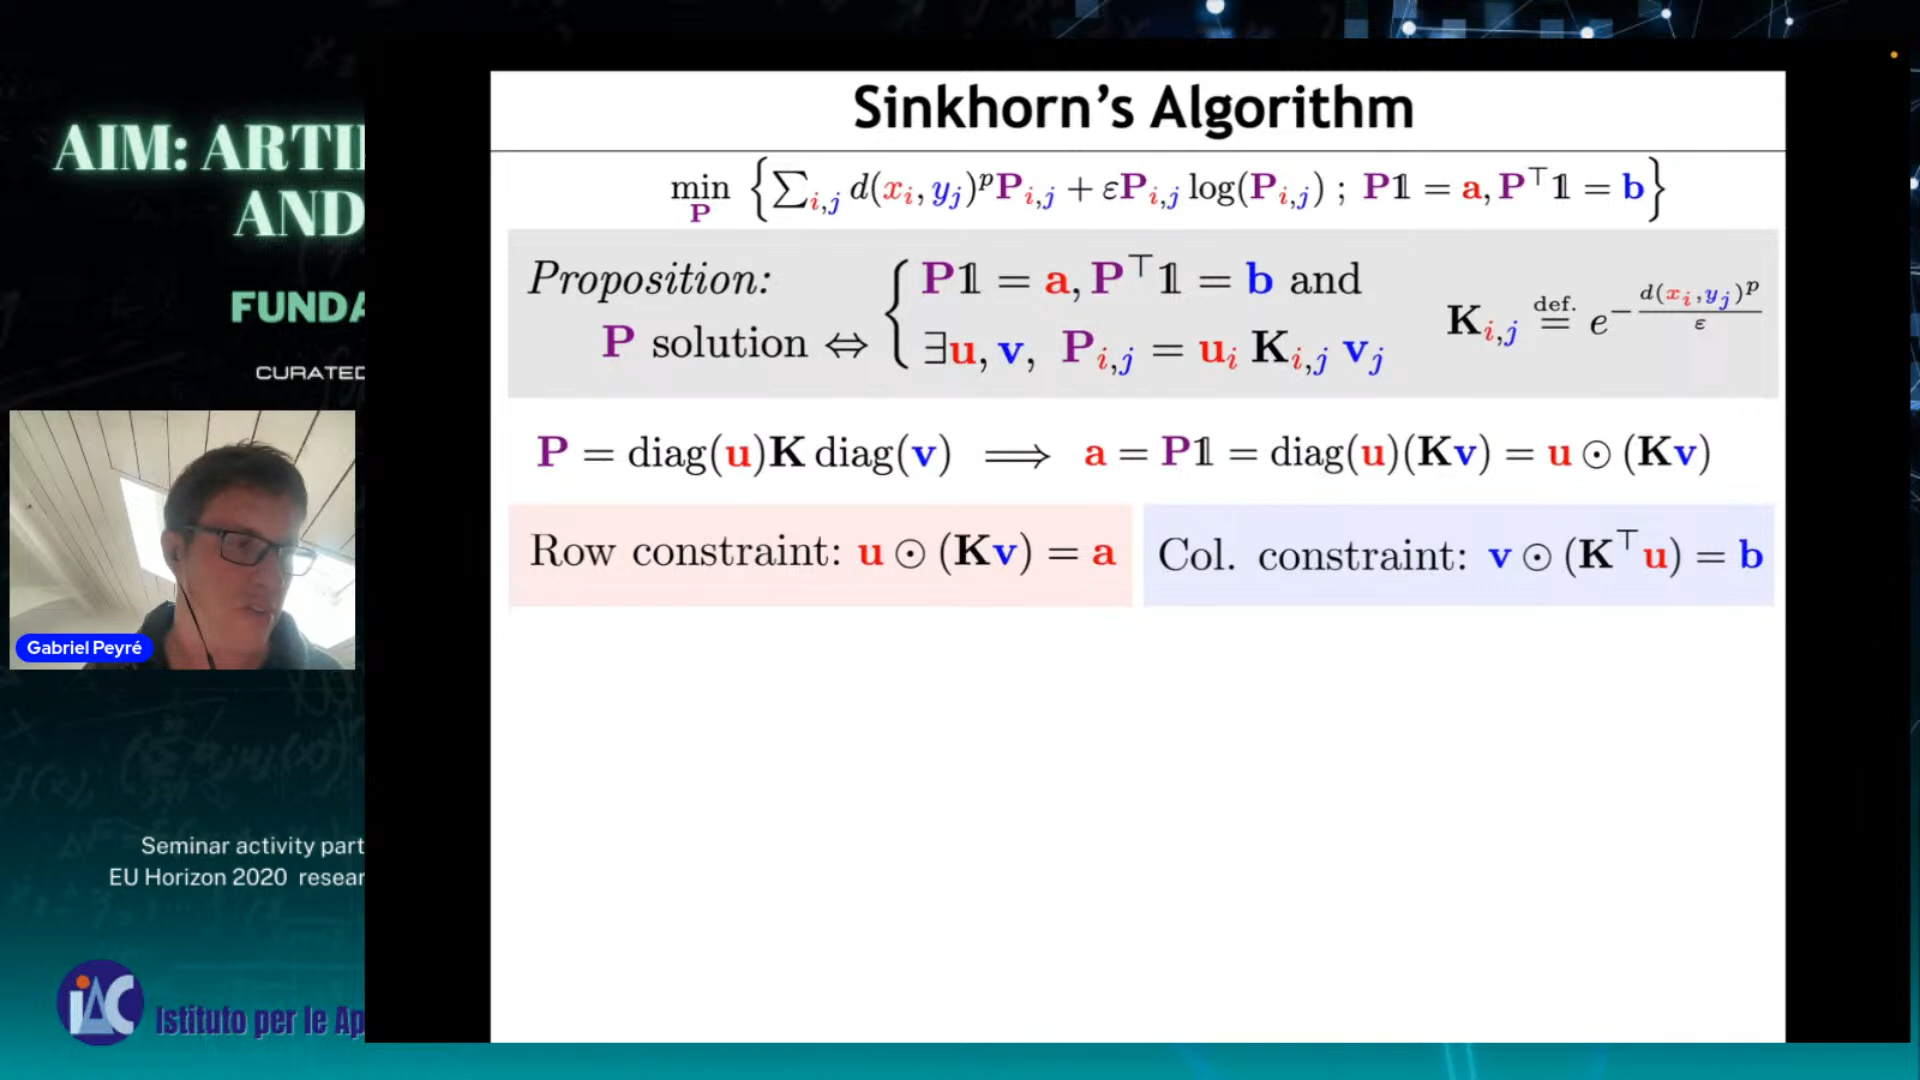 AIM: ARTI
AND
FUNDA
CURATED
Gabriel Peyré
Seminar activity part
EU Horizon 2020 resear
iAC
Istituto per le Ap
Sinkhorn’s Algorithm
min_P { ∑_{i,j} d(x_i, y_j)^p P_{i,j} + εP_{i,j} log(P_{i,j}) ; P𝟙 = a, P^⊤𝟙 = b }
Proposition: { P𝟙 = a, P^⊤𝟙 = b and
P solution ⇔ ∃u, v, P_{i,j} = u_i K_{i,j} v_j
K_{i,j} def. = e^{-d(x_i,y_j)^p / ε}
P = diag(u)K diag(v) ⟹ a = P𝟙 = diag(u)(Kv) = u ⊙ (Kv)
Row constraint: u ⊙ (Kv) = a
Col. constraint: v ⊙ (K^⊤u) = b